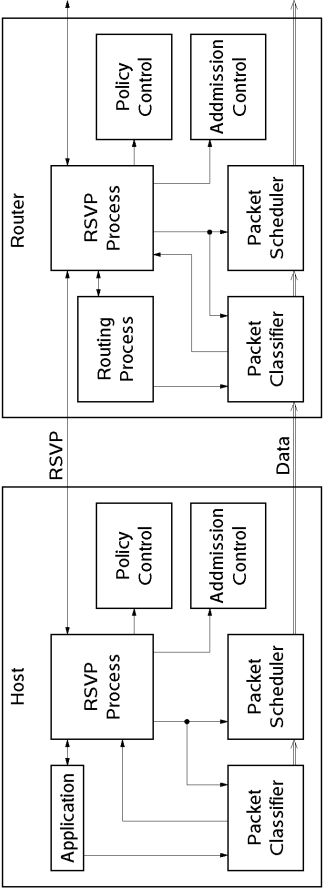 Host
Application
RSVP
Process
Policy
Control
Addmission
Control
Packet
Classifier
Packet
Scheduler
RSVP
Data
Router
Routing
Process
RSVP
Process
Policy
Control
Addmission
Control
Packet
Classifier
Packet
Scheduler